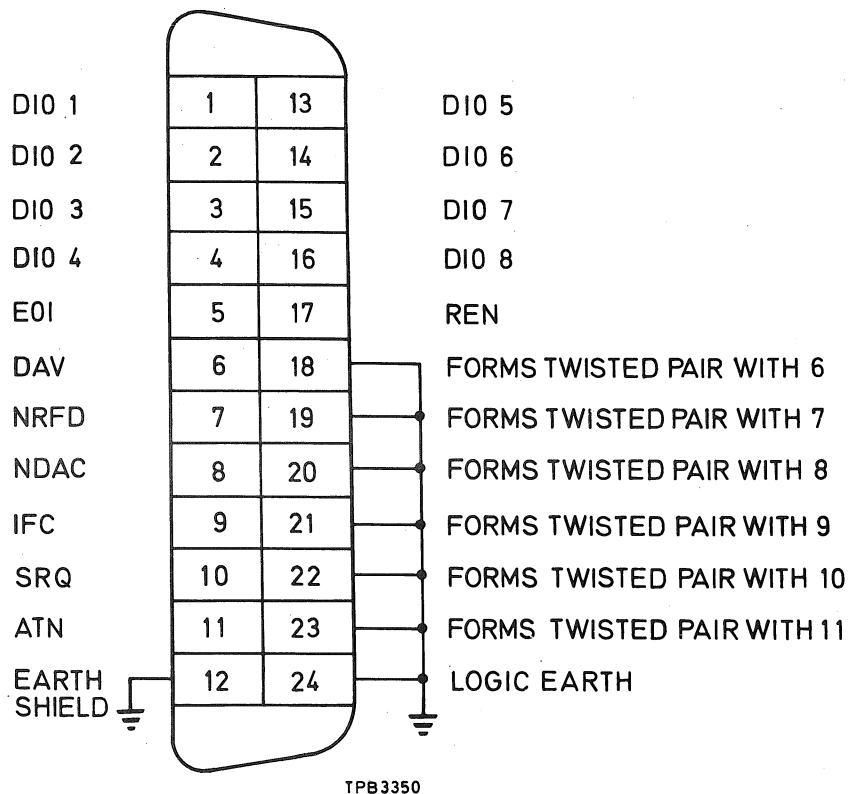 DIO 1 1 13 DIO 5
DIO 2 2 14 DIO 6
DIO 3 3 15 DIO 7
DIO 4 4 16 DIO 8
EOI 5 17 REN
DAV 6 18 FORMS TWISTED PAIR WITH 6
NRFD 7 19 FORMS TWISTED PAIR WITH 7
NDAC 8 20 FORMS TWISTED PAIR WITH 8
IFC 9 21 FORMS TWISTED PAIR WITH 9
SRQ 10 22 FORMS TWISTED PAIR WITH 10
ATN 11 23 FORMS TWISTED PAIR WITH 11
EARTH 12 24 LOGIC EARTH
SHIELD
TPB3350